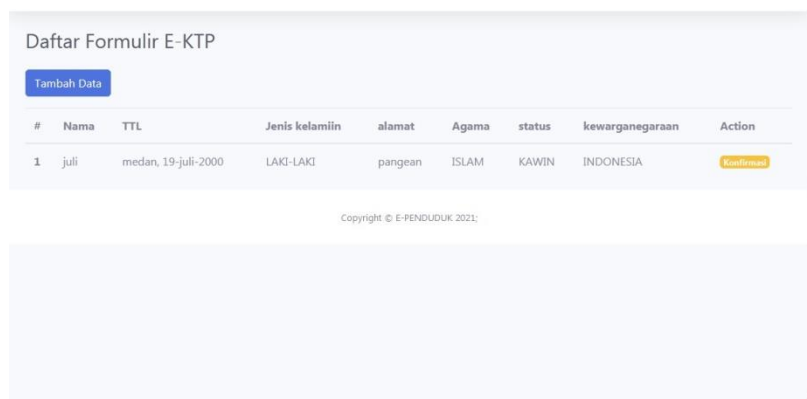 Daftar Formulir E-KTP
Tambah Data
# Nama TTL Jenis kelamiin alamat Agama status kewarganegaraan Action
1 juli medan, 19-juli-2000 LAKI-LAKI pangean ISLAM KAWIN INDONESIA Konfirmasi
Copyright © E-PENDUDUK 2021;